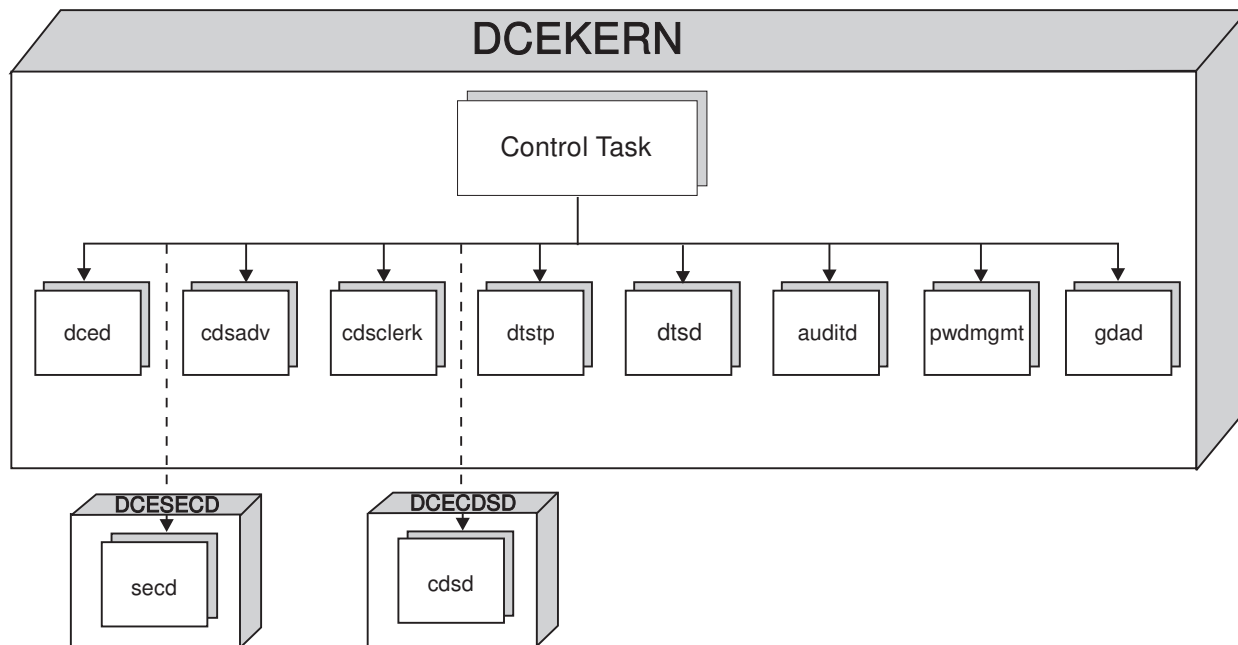 DCEKERN
Control Task
dced
cdsadv
cdsclerk
dtstp
dtsd
auditd
pwdmgmt
gdad
DCESECD
DCECDSD
secd
cdsd